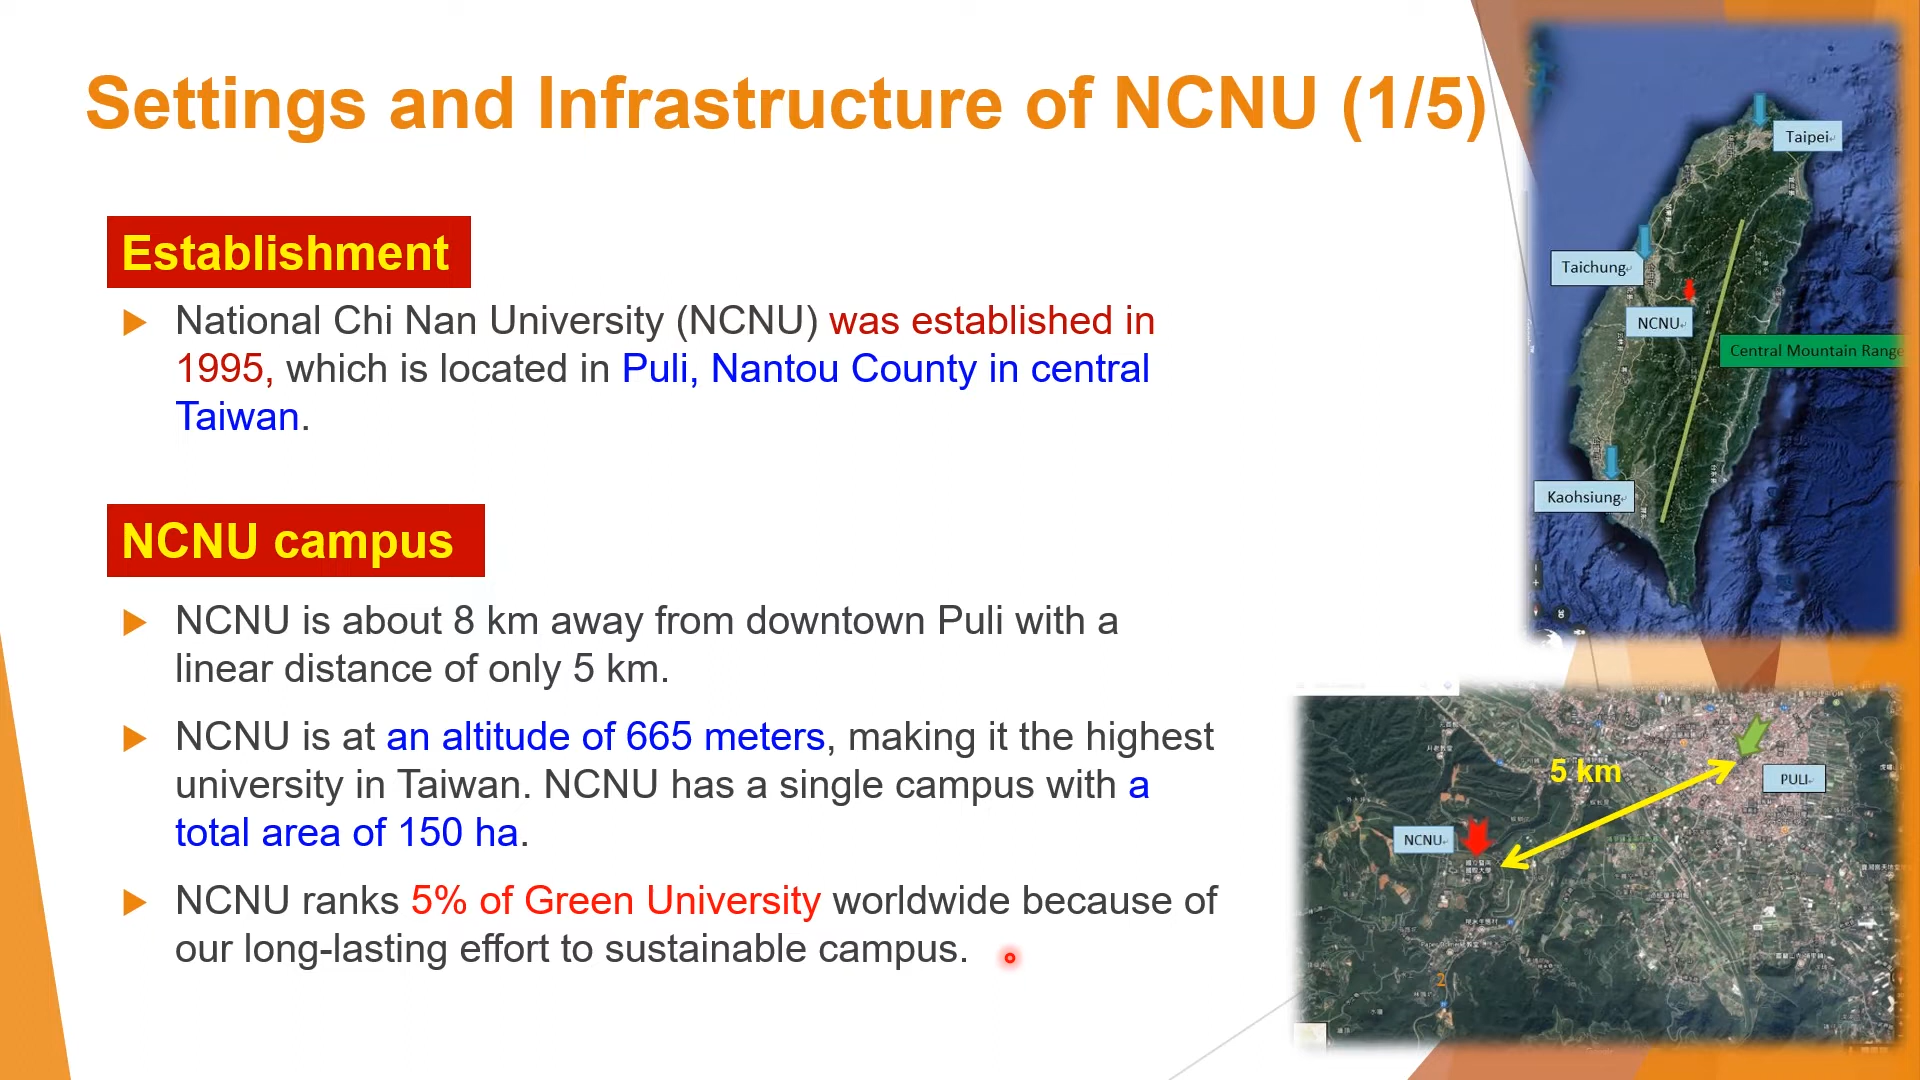 Settings and Infrastructure of NCNU (1/5)
Establishment
National Chi Nan University (NCNU) was established in
1995, which is located in Puli, Nantou County in central
Taiwan.
NCNU campus
NCNU is about 8 km away from downtown Puli with a
linear distance of only 5 km.
NCNU is at an altitude of 665 meters, making it the highest
university in Taiwan. NCNU has a single campus with a
total area of 150 ha.
NCNU ranks 5% of Green University worldwide because of
our long-lasting effort to sustainable campus.
Taipei
Taichung
NCNU
Central Mountain Range
Kaohsiung
5 km
PULI
NCNU
2